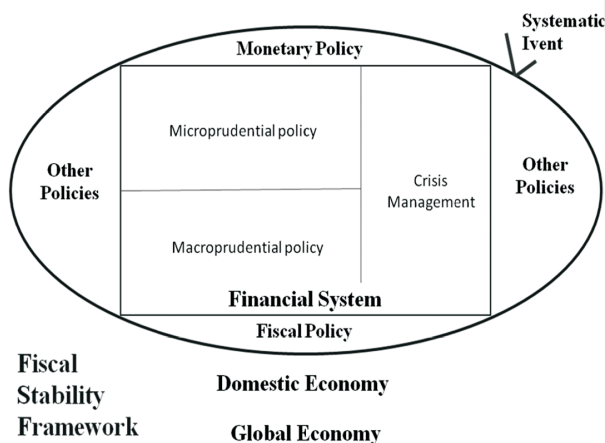 Systematic
Ivent
Monetary Policy
Microprudential policy
Other
Policies
Crisis
Management
Other
Policies
Macroprudential policy
Financial System
Fiscal Policy
Fiscal
Stability
Framework
Domestic Economy
Global Economy